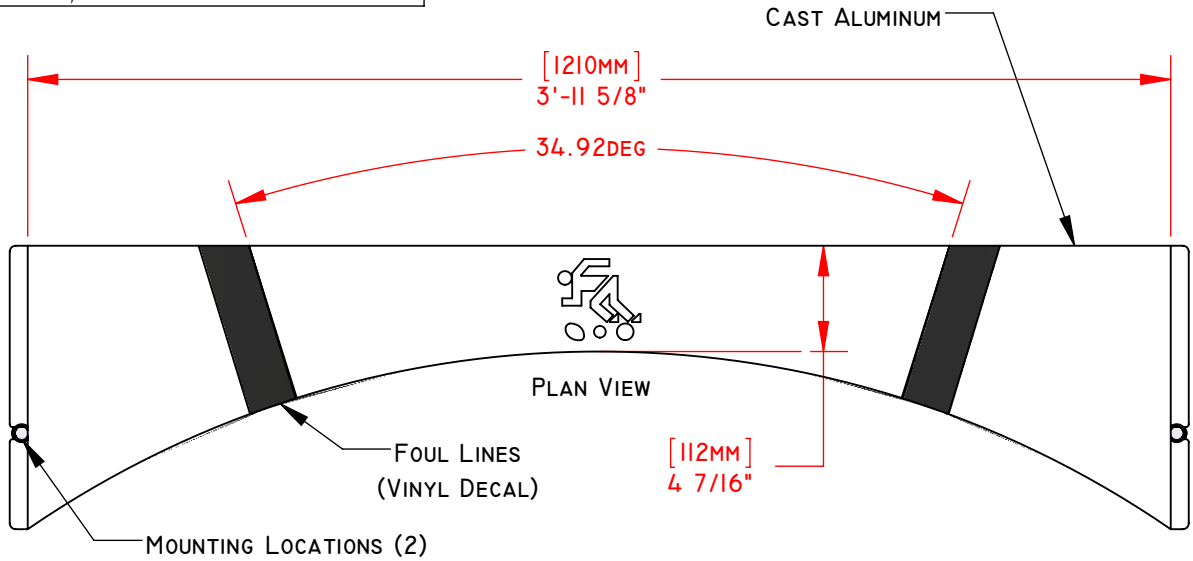 CAST ALUMINUM
[1210MM]
3'-11 5/8"
34.92DEG
PLAN VIEW
FOUL LINES
(VINYL DECAL)
[112MM]
4 7/16"
MOUNTING LOCATIONS (2)